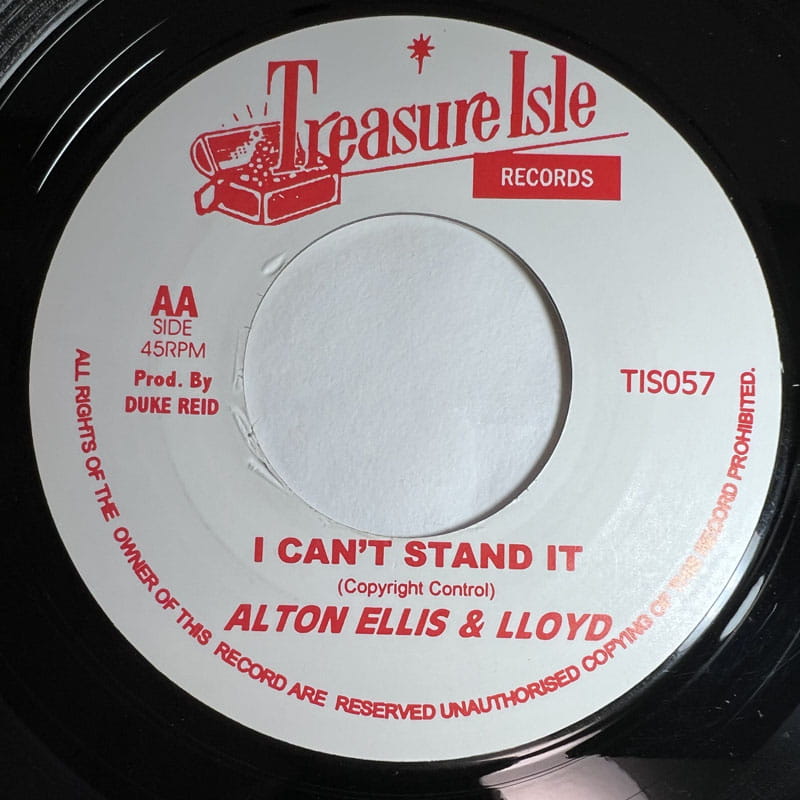 Treasure Isle
RECORDS
AA
SIDE
45RPM
Prod. By
DUKE REID
TIS057
I CAN'T STAND IT
(Copyright Control)
ALTON ELLIS & LLOYD
ALL RIGHTS OF THE OWNER OF THIS RECORD ARE RESERVED UNAUTHORISED COPYING OF THIS RECORD PROHIBITED.